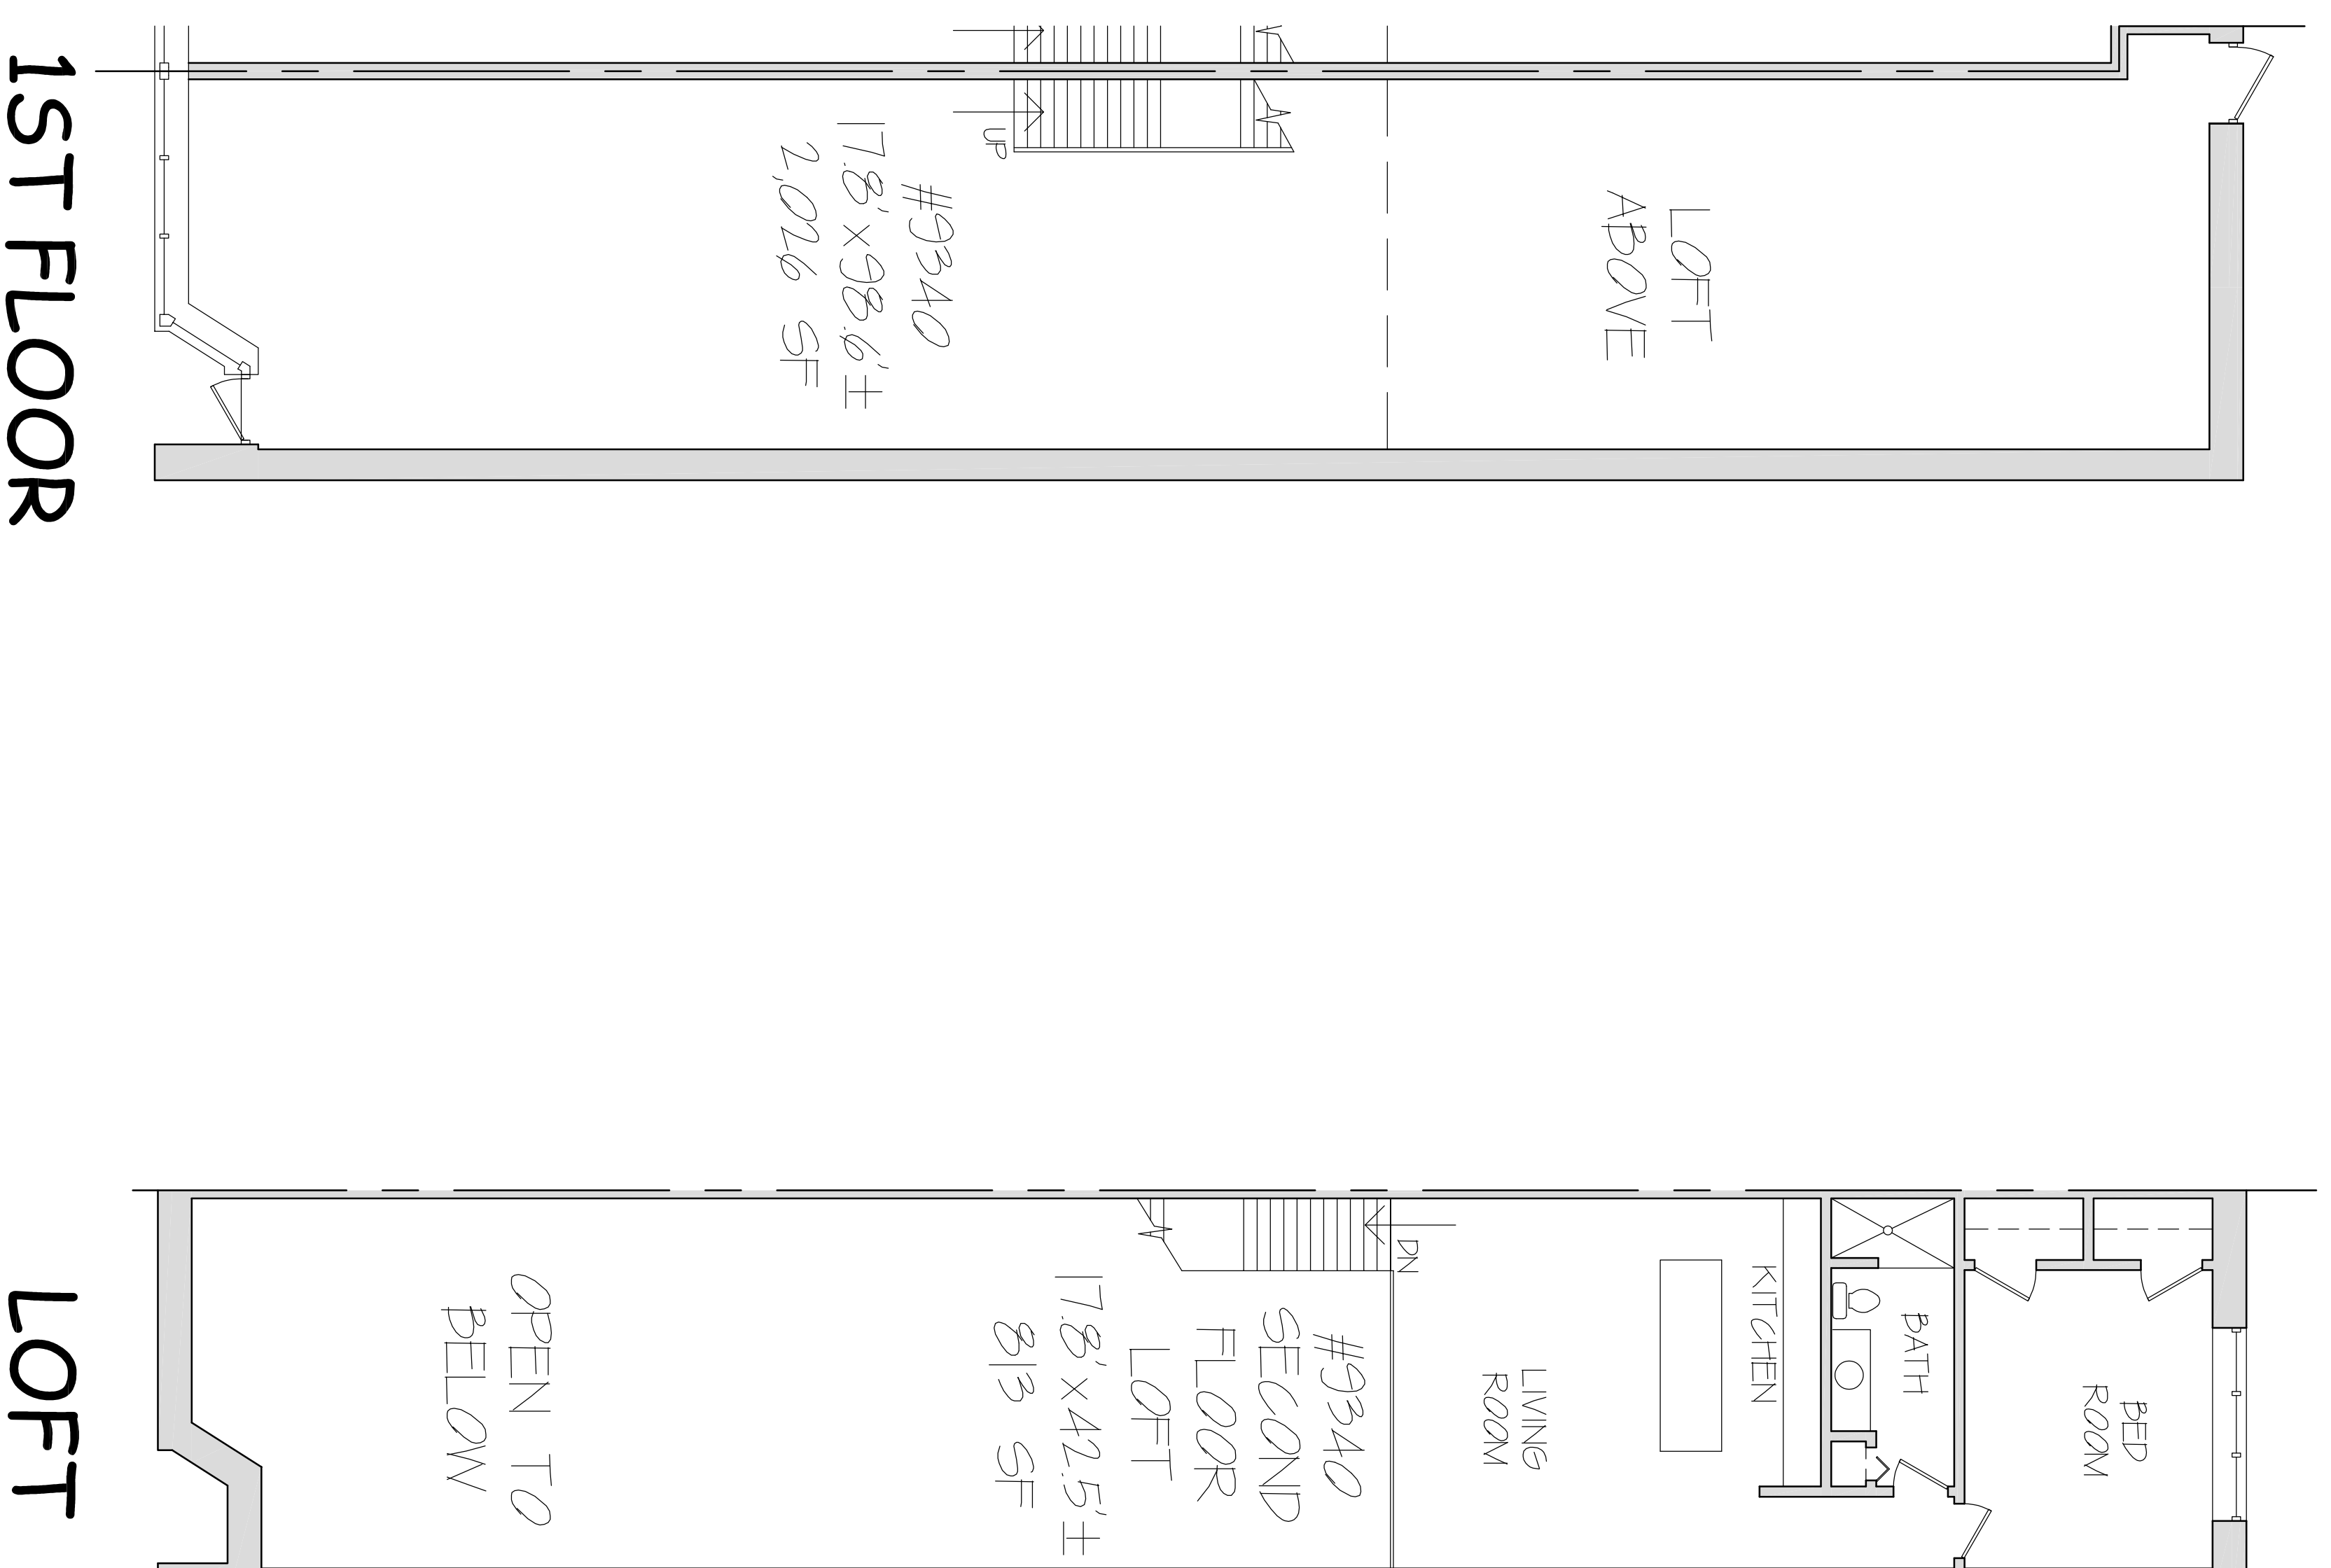 LOFT
ABOVE
UP
#9340
17.8' x 98.6'±
2,026 SF
1ST FLOOR
BED
ROOM
BATH
KITCHEN
LIVING
ROOM
DN
#9340
SECOND
FLOOR
LOFT
17.8' x 42.5'±
813 SF
OPEN TO
BELOW
LOFT